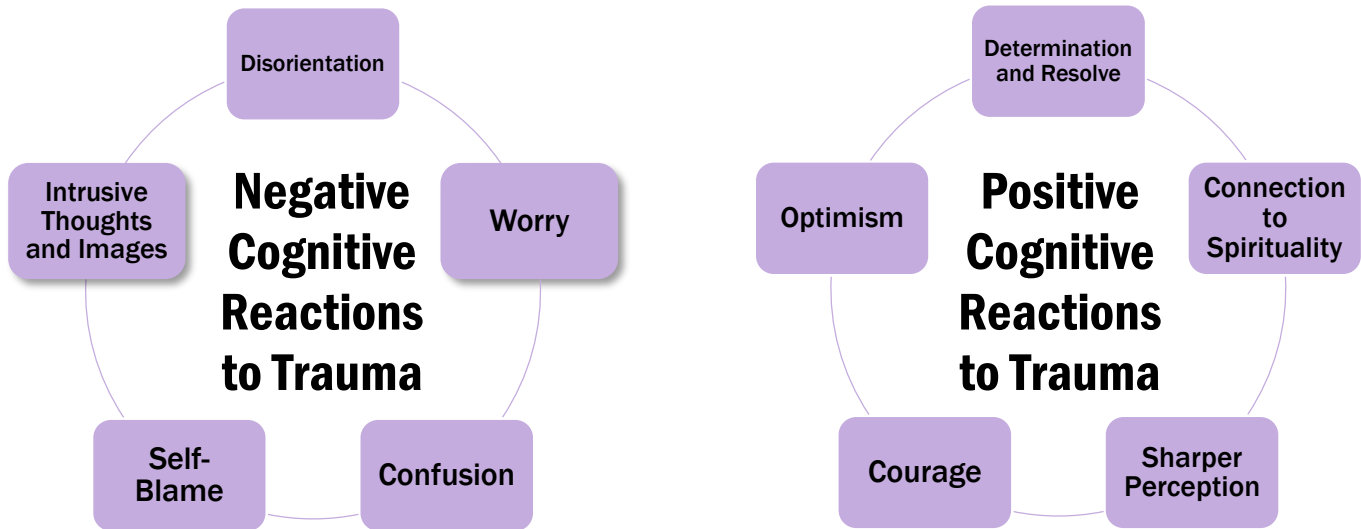 Disorientation
Worry
Confusion
Self-
Blame
Intrusive
Thoughts
and Images
Negative
Cognitive
Reactions
to Trauma
Determination
and Resolve
Connection
to
Spirituality
Sharper
Perception
Courage
Optimism
Positive
Cognitive
Reactions
to Trauma